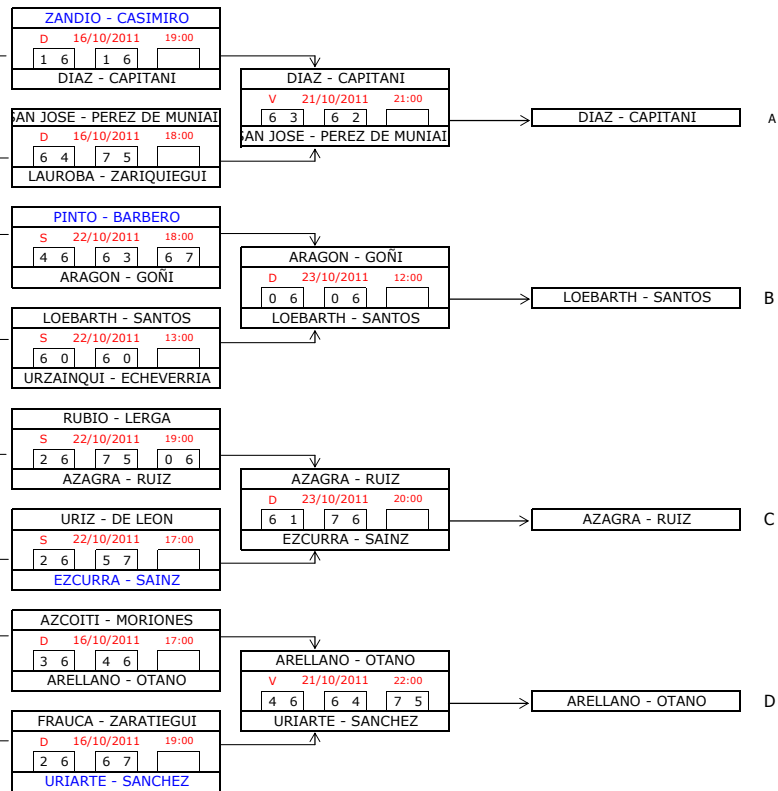 ZANDIO - CASIMIRO
D 16/10/2011 19:00
1 6 1 6
DIAZ - CAPITANI
SAN JOSE - PEREZ DE MUNIAI
D 16/10/2011 18:00
6 4 7 5
LAUROBA - ZARIQUIEGUI
DIAZ - CAPITANI
V 21/10/2011 21:00
6 3 6 2
SAN JOSE - PEREZ DE MUNIAI
DIAZ - CAPITANI A
PINTO - BARBERO
S 22/10/2011 18:00
4 6 6 3 6 7
ARAGON - GOÑI
LOEBARTH - SANTOS
S 22/10/2011 13:00
6 0 6 0
URZAINQUI - ECHEVERRIA
ARAGON - GOÑI
D 23/10/2011 12:00
0 6 0 6
LOEBARTH - SANTOS
LOEBARTH - SANTOS B
RUBIO - LERGA
S 22/10/2011 19:00
2 6 7 5 0 6
AZAGRA - RUIZ
URIZ - DE LEON
S 22/10/2011 17:00
2 6 5 7
EZCURRA - SAINZ
AZAGRA - RUIZ
D 23/10/2011 20:00
6 1 7 6
EZCURRA - SAINZ
AZAGRA - RUIZ C
AZCOITI - MORIONES
D 16/10/2011 17:00
3 6 4 6
ARELLANO - OTANO
FRAUCA - ZARATIEGUI
D 16/10/2011 19:00
2 6 6 7
URIARTE - SANCHEZ
ARELLANO - OTANO
V 21/10/2011 22:00
4 6 6 4 7 5
URIARTE - SANCHEZ
ARELLANO - OTANO D